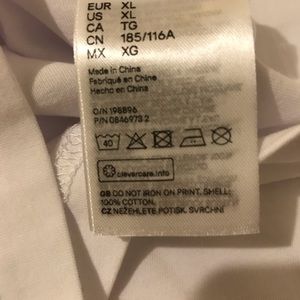 EUR XL
US XL
CA TG
CN 185/116A
MX XG
Made in China
Fabriqué en Chine
Hecho en China
O/N 198896
P/N 0846973 2
40
clevercare.info
GB DO NOT IRON ON PRINT. SHELL:
100% COTTON.
CZ NEŽEHLETE POTISK. SVRCHNÍ